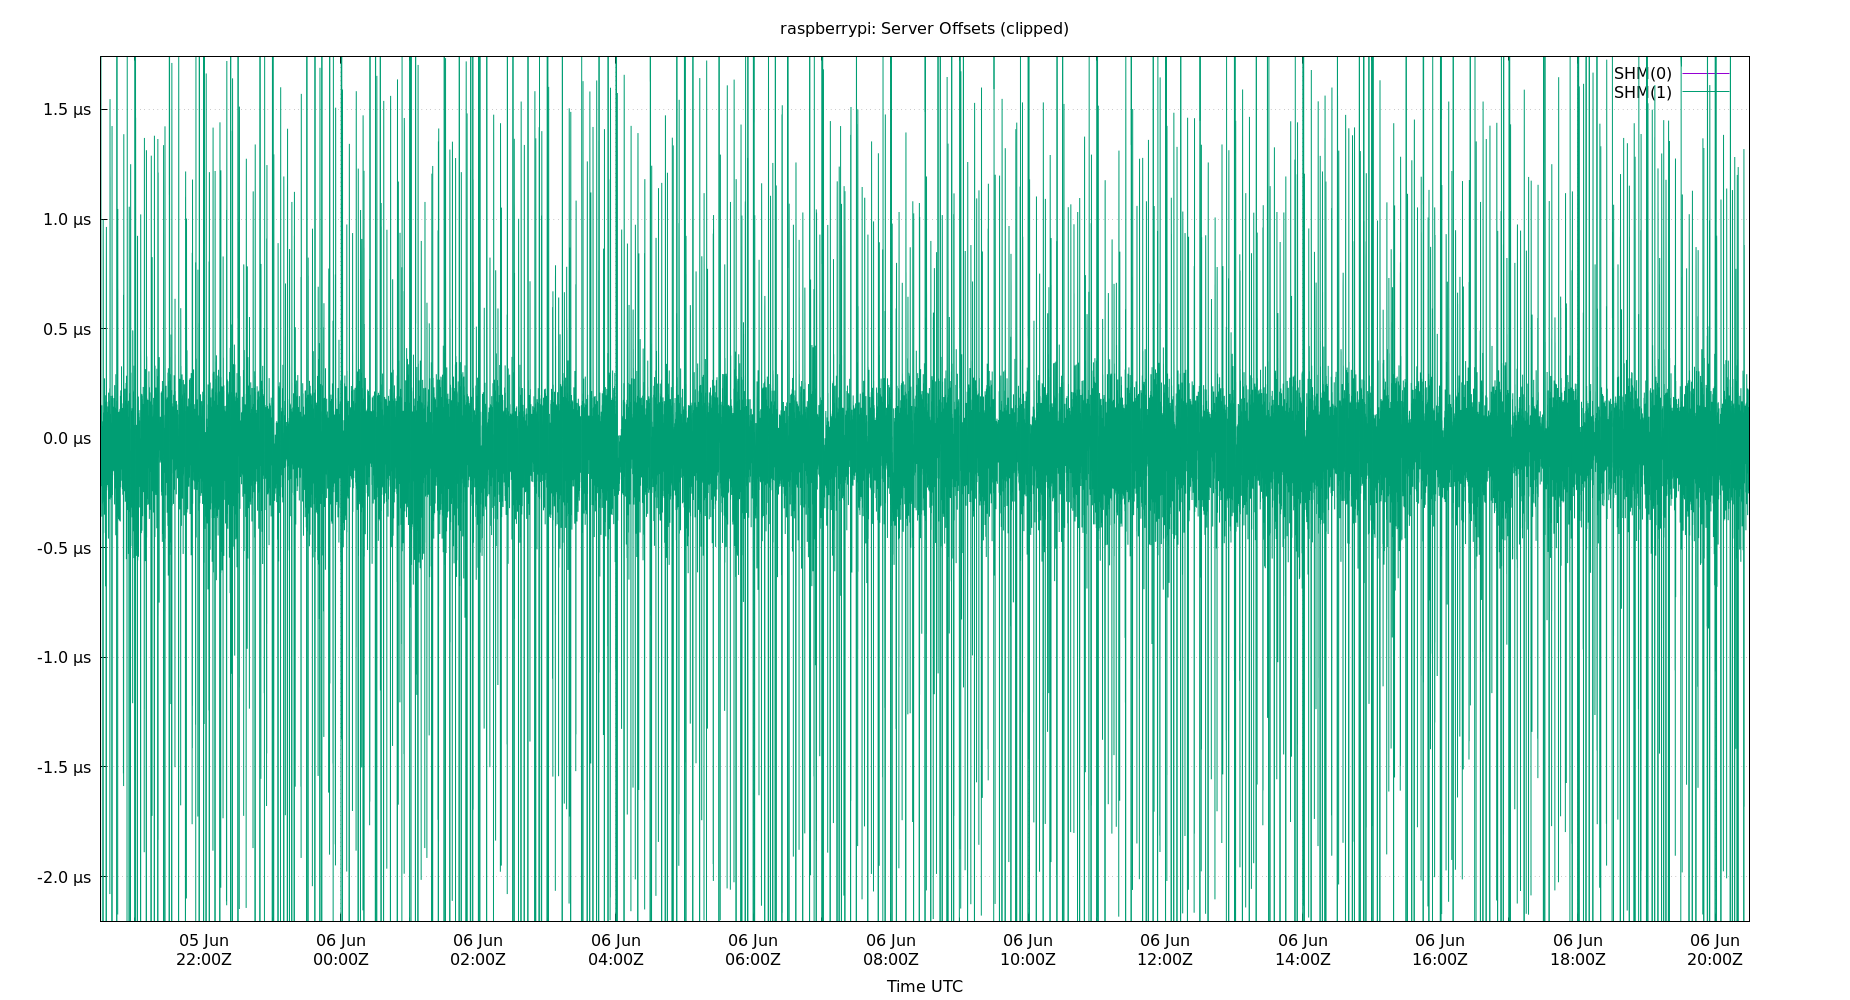 raspberrypi: Server Offsets (clipped)
SHM(0)
SHM(1)
1.5 µs
1.0 µs
0.5 µs
0.0 µs
-0.5 µs
-1.0 µs
-1.5 µs
-2.0 µs
05 Jun 06 Jun 06 Jun 06 Jun 06 Jun 06 Jun 06 Jun 06 Jun 06 Jun 06 Jun 06 Jun 06 Jun
22:00Z 00:00Z 02:00Z 04:00Z 06:00Z 08:00Z 10:00Z 12:00Z 14:00Z 16:00Z 18:00Z 20:00Z
Time UTC